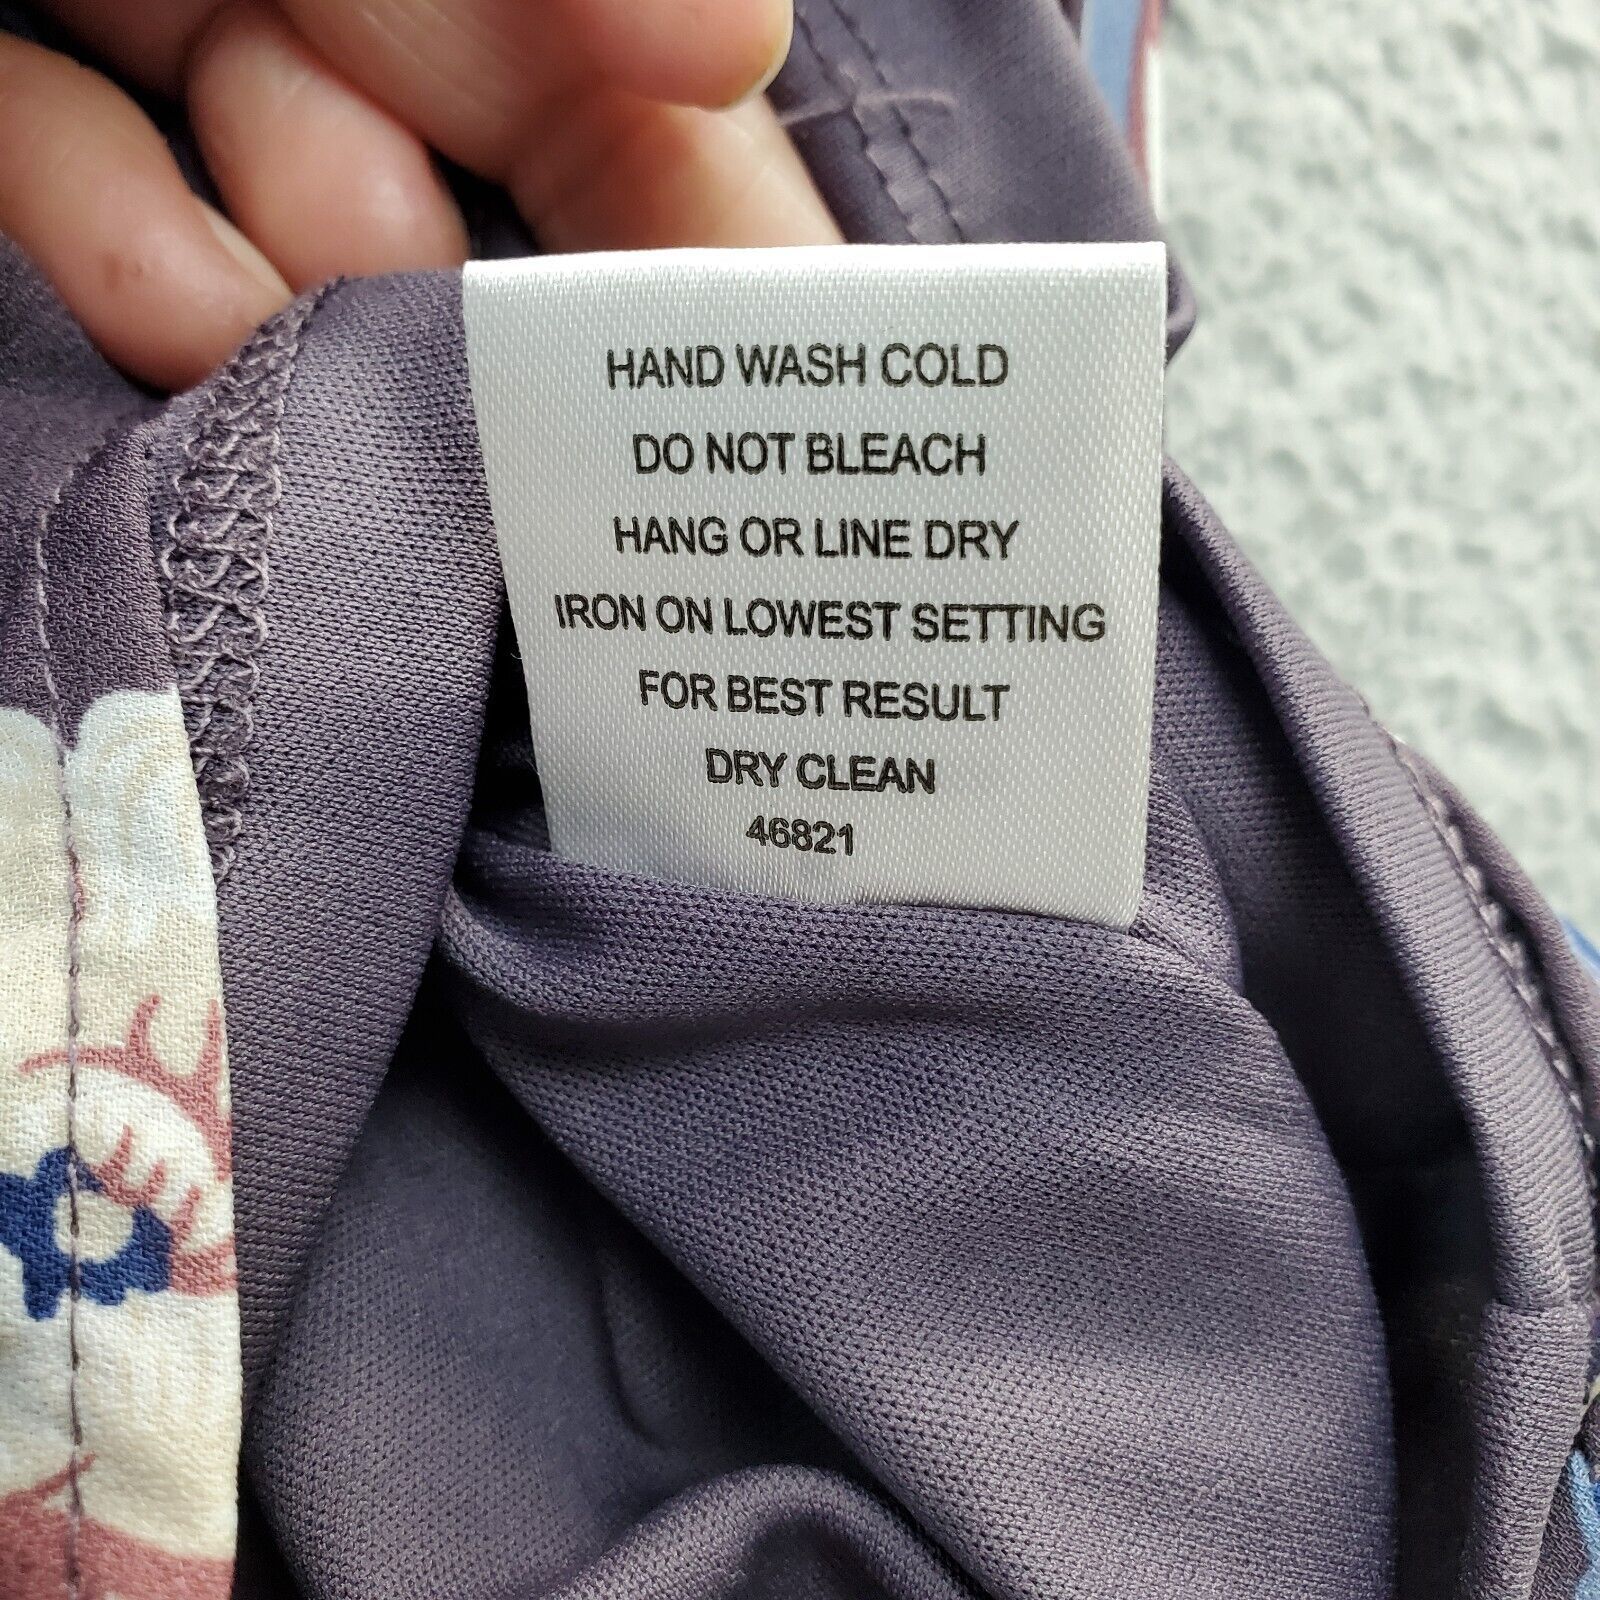 HAND WASH COLD
DO NOT BLEACH
HANG OR LINE DRY
IRON ON LOWEST SETTING
FOR BEST RESULT
DRY CLEAN
46821